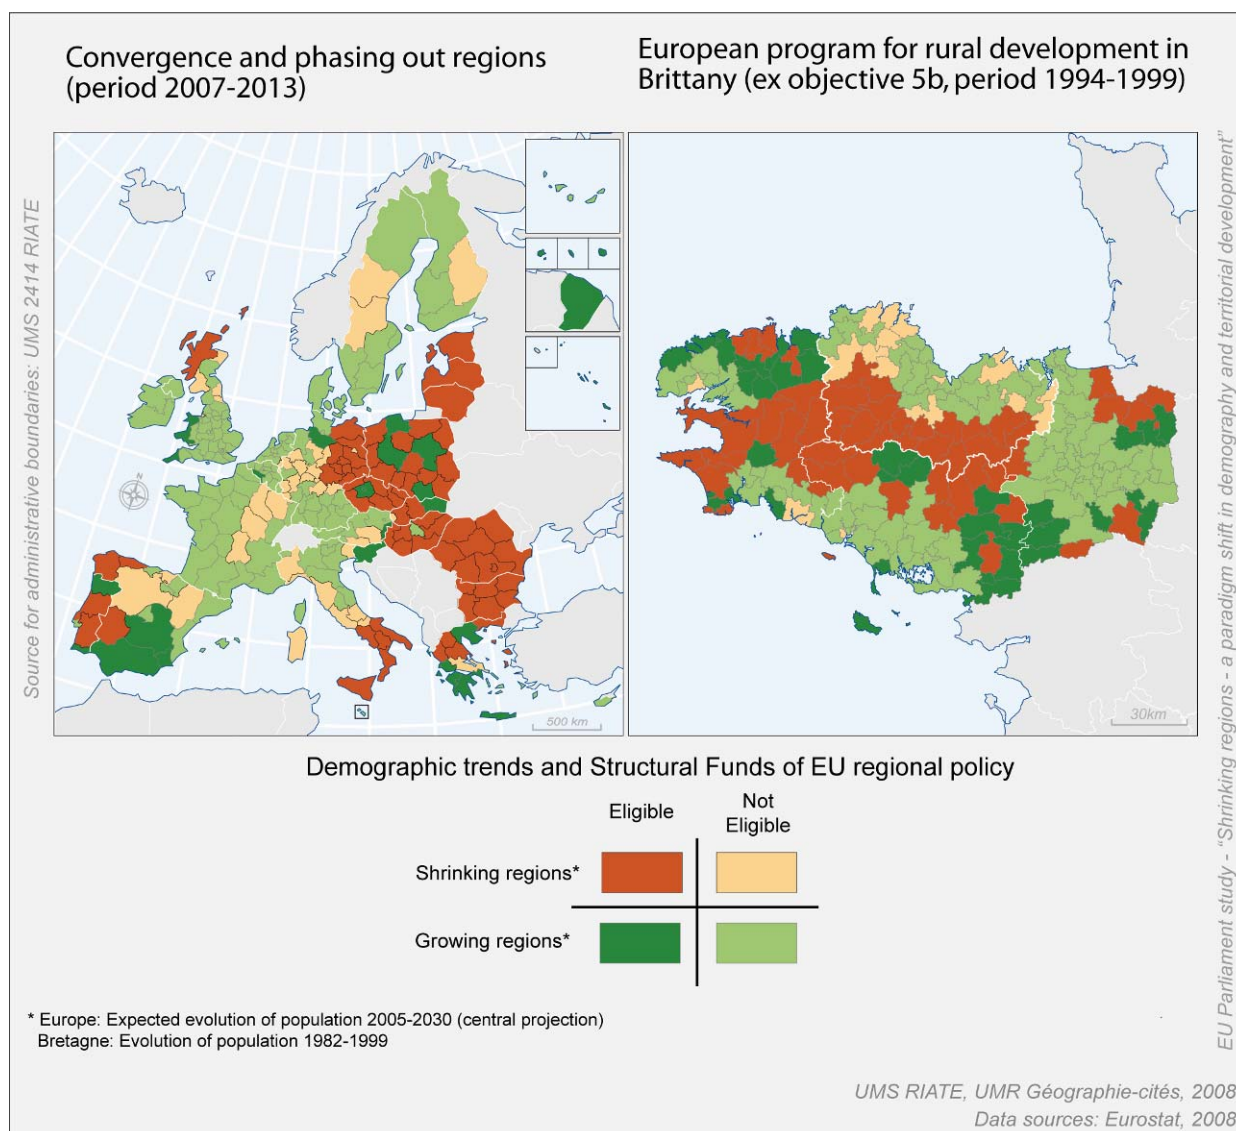 Convergence and phasing out regions
(period 2007-2013)
European program for rural development in
Brittany (ex objective 5b, period 1994-1999)
Source for administrative boundaries: UMS 2414 RIATE
EU Parliament study - "Shrinking regions - a paradigm shift in demography and territorial development"
N
500 km
30km
Demographic trends and Structural Funds of EU regional policy
Eligible
Not
Eligible
Shrinking regions*
Growing regions*
* Europe: Expected evolution of population 2005-2030 (central projection)
Bretagne: Evolution of population 1982-1999
UMS RIATE, UMR Géographie-cités, 2008
Data sources: Eurostat, 2008